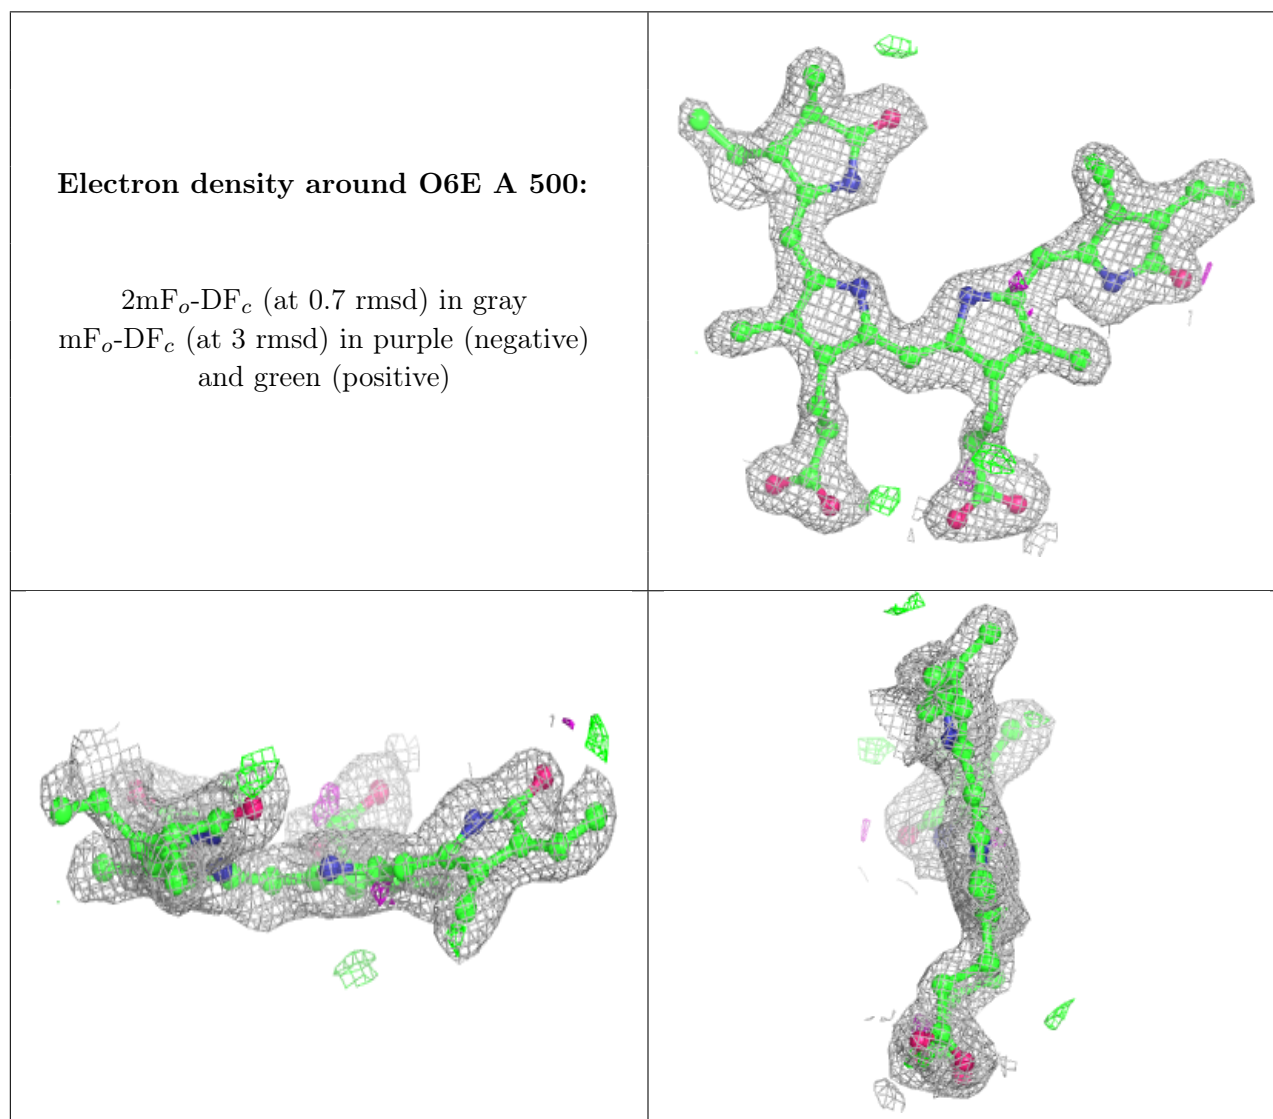 Electron density around O6E A 500:
2mFo-DFc (at 0.7 rmsd) in gray
mFo-DFc (at 3 rmsd) in purple (negative)
and green (positive)